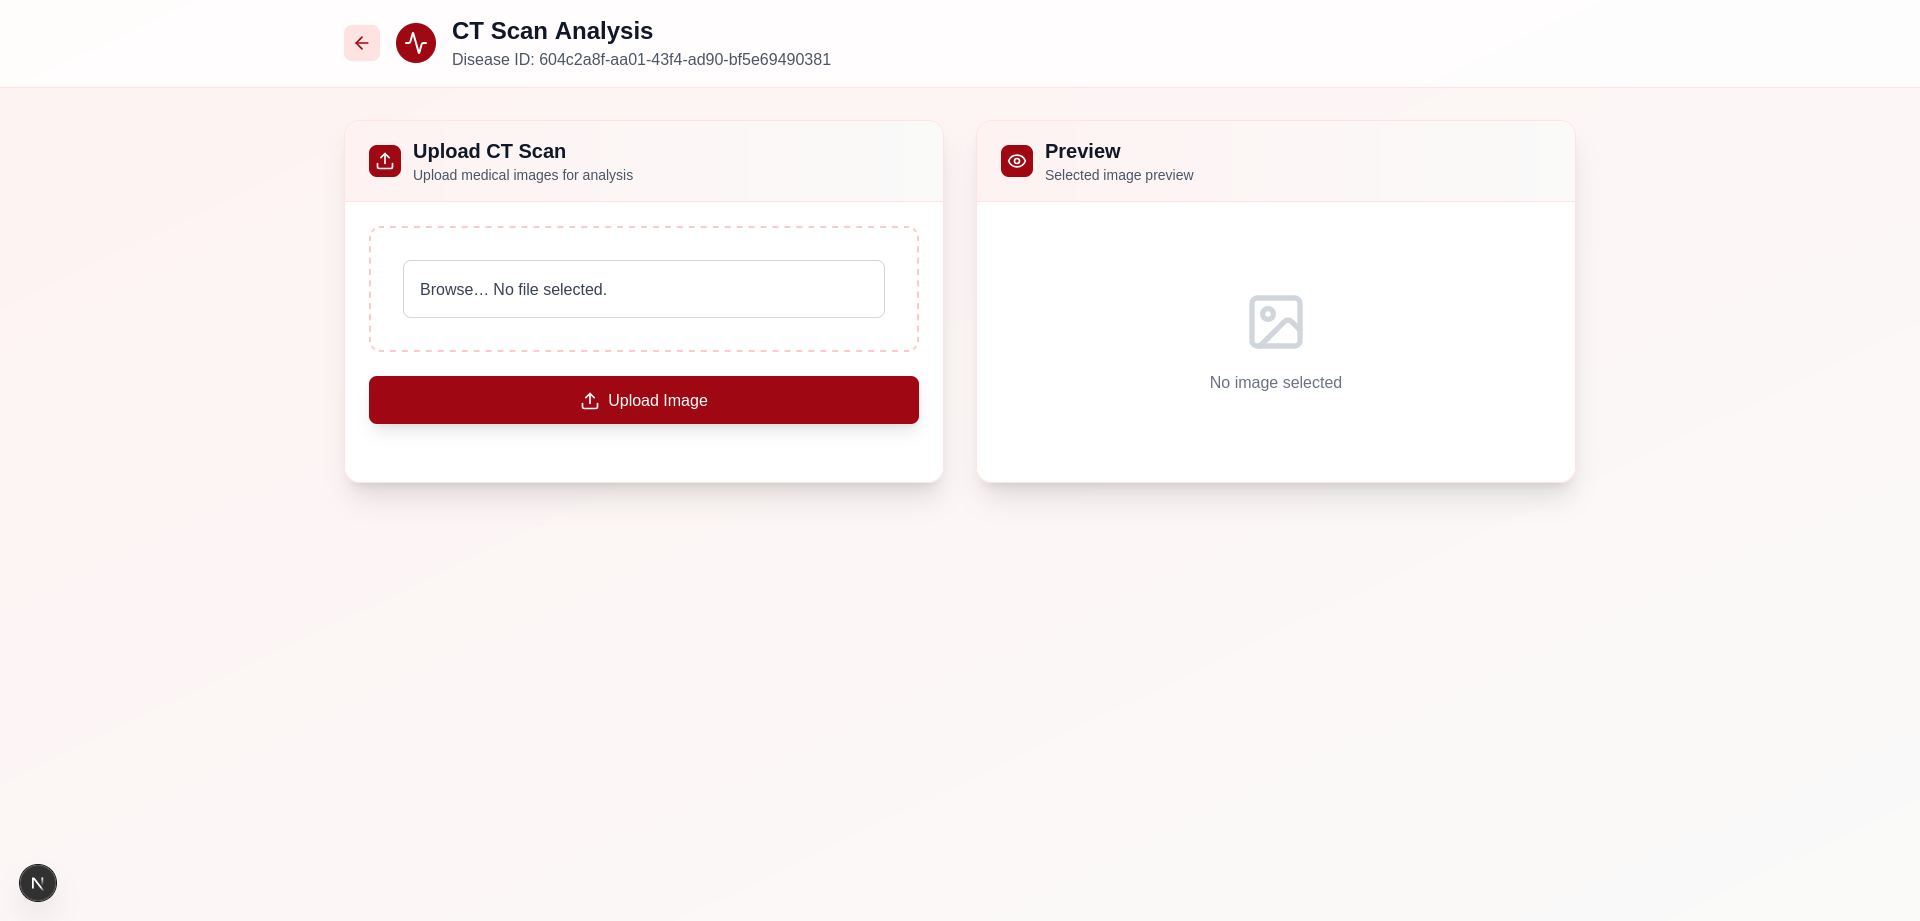 CT Scan Analysis
Disease ID: 604c2a8f-aa01-43f4-ad90-bf5e69490381
Upload CT Scan
Upload medical images for analysis
Browse… No file selected.
Upload Image
Preview
Selected image preview
No image selected
N